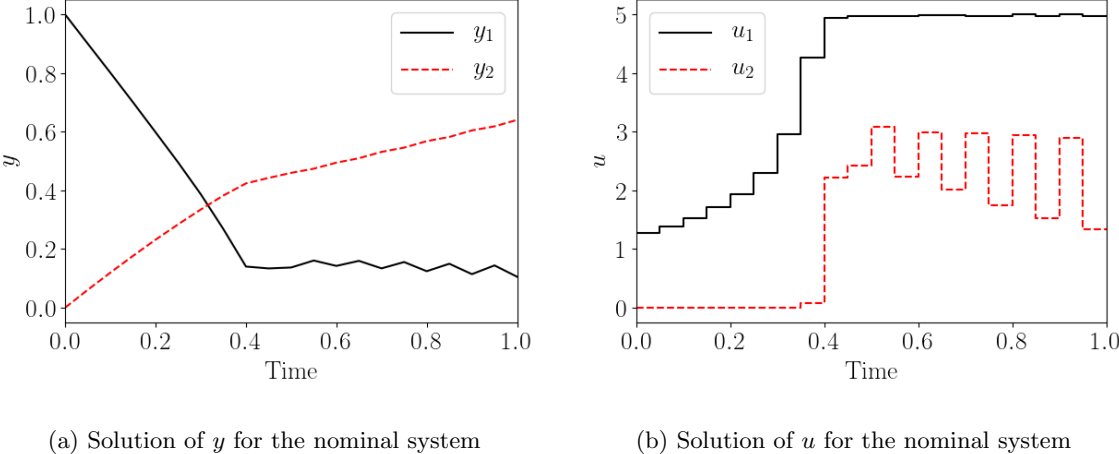 1.0
0.8
0.6
0.4
0.2
0.0
y
y₁
y₂
0.0 0.2 0.4 0.6 0.8 1.0
Time
(a) Solution of y for the nominal system
5
4
3
2
1
0
u
u₁
u₂
0.0 0.2 0.4 0.6 0.8 1.0
Time
(b) Solution of u for the nominal system